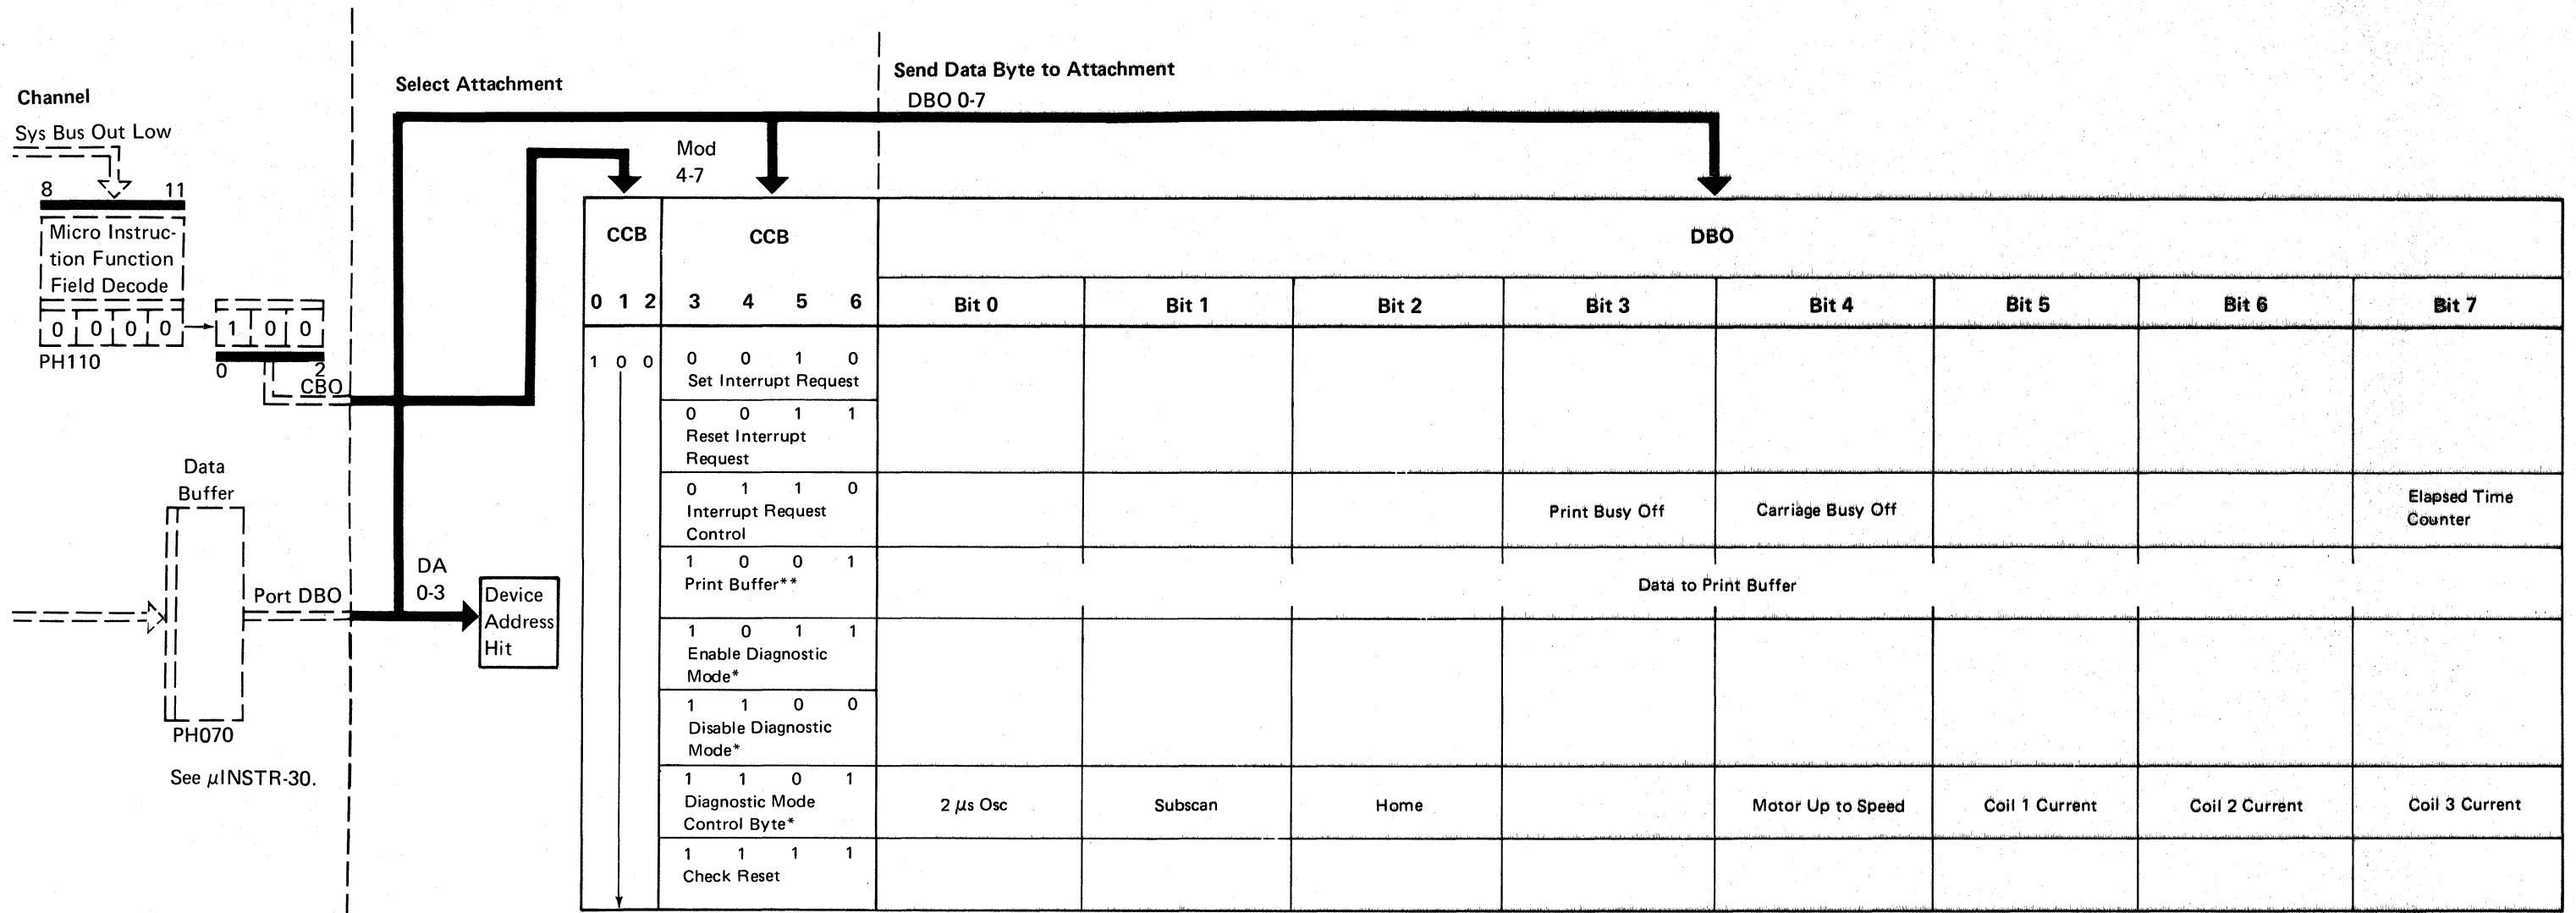 Channel
Sys Bus Out Low
8 11
Micro Instruc-
tion Function
Field Decode
0 0 0 0
PH110
1 0 0
0 2
CBO
Data
Buffer
Port DBO
PH070
See μINSTR-30.
Select Attachment
DA
0-3
Device
Address
Hit
Mod
4-7
Send Data Byte to Attachment
DBO 0-7
CCB CCB DBO
0 1 2 3 4 5 6 Bit 0 Bit 1 Bit 2 Bit 3 Bit 4 Bit 5 Bit 6 Bit 7
1 0 0
0 0 1 0
Set Interrupt Request
0 0 1 1
Reset Interrupt
Request
0 1 1 0
Interrupt Request
Control
Print Busy Off
Carriage Busy Off
Elapsed Time
Counter
1 0 0 1
Print Buffer**
Data to Print Buffer
1 0 1 1
Enable Diagnostic
Mode*
1 1 0 0
Disable Diagnostic
Mode*
1 1 0 1
Diagnostic Mode
Control Byte*
2 μs Osc
Subscan
Home
Motor Up to Speed
Coil 1 Current
Coil 2 Current
Coil 3 Current
1 1 1 1
Check Reset